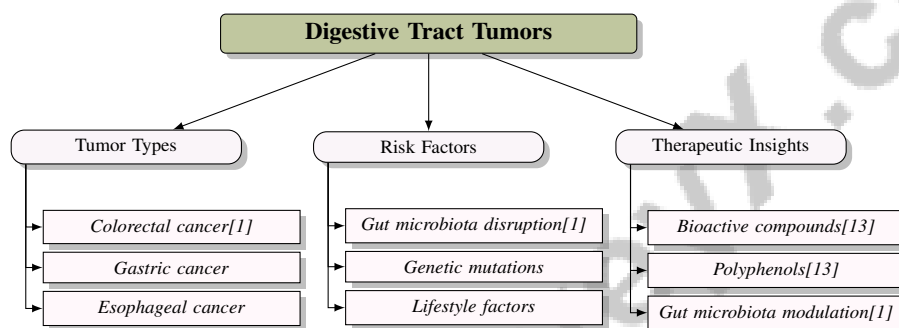 Digestive Tract Tumors
Tumor Types
Risk Factors
Therapeutic Insights
Colorectal cancer[1]
Gastric cancer
Esophageal cancer
Gut microbiota disruption[1]
Genetic mutations
Lifestyle factors
Bioactive compounds[13]
Polyphenols[13]
Gut microbiota modulation[1]